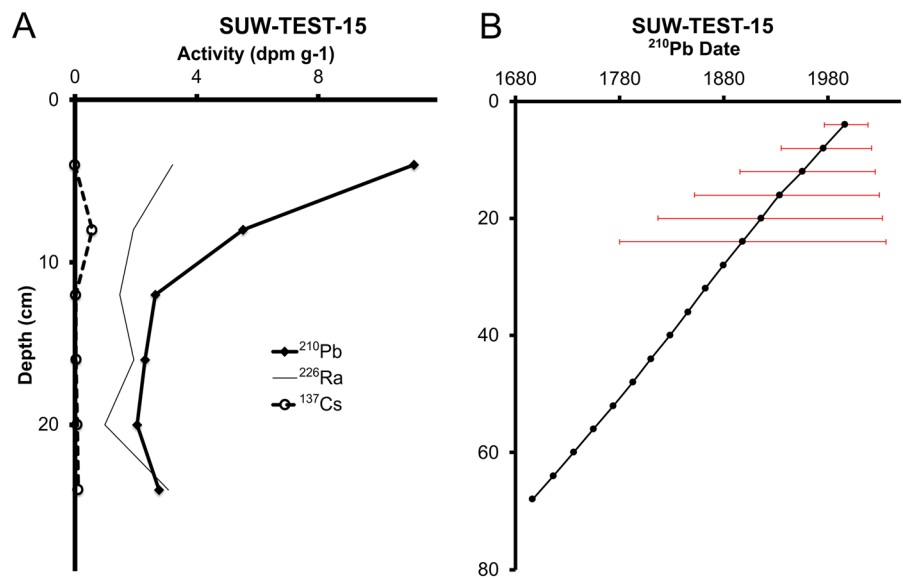 A
SUW-TEST-15
Activity (dpm g-1)
0 4 8
0
10
20
Depth (cm)
²¹⁰Pb
²²⁶Ra
¹³⁷Cs
B
SUW-TEST-15
²¹⁰Pb Date
1680 1780 1880 1980
0
20
40
60
80